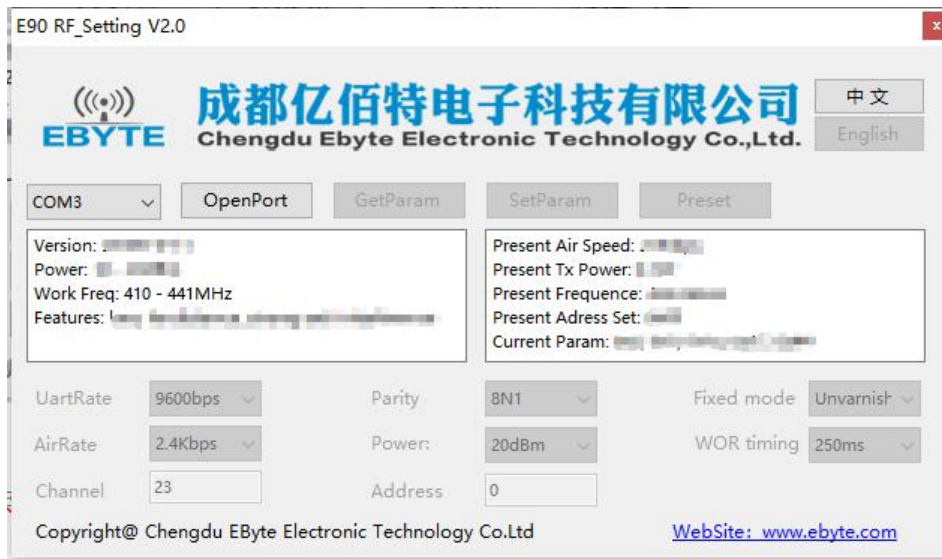 E90 RF_Setting V2.0
x
EBYTE
成都亿佰特电子科技有限公司
Chengdu Ebyte Electronic Technology Co.,Ltd.
中文
English
COM3
OpenPort
GetParam
SetParam
Preset
Version:
Power:
Work Freq: 410 - 441MHz
Features:
Present Air Speed:
Present Tx Power:
Present Frequence:
Present Adress Set:
Current Param:
UartRate 9600bps Parity 8N1 Fixed mode Unvarnish
AirRate 2.4Kbps Power: 20dBm WOR timing 250ms
Channel 23 Address 0
Copyright@ Chengdu EByte Electronic Technology Co.Ltd WebSite: www.ebyte.com